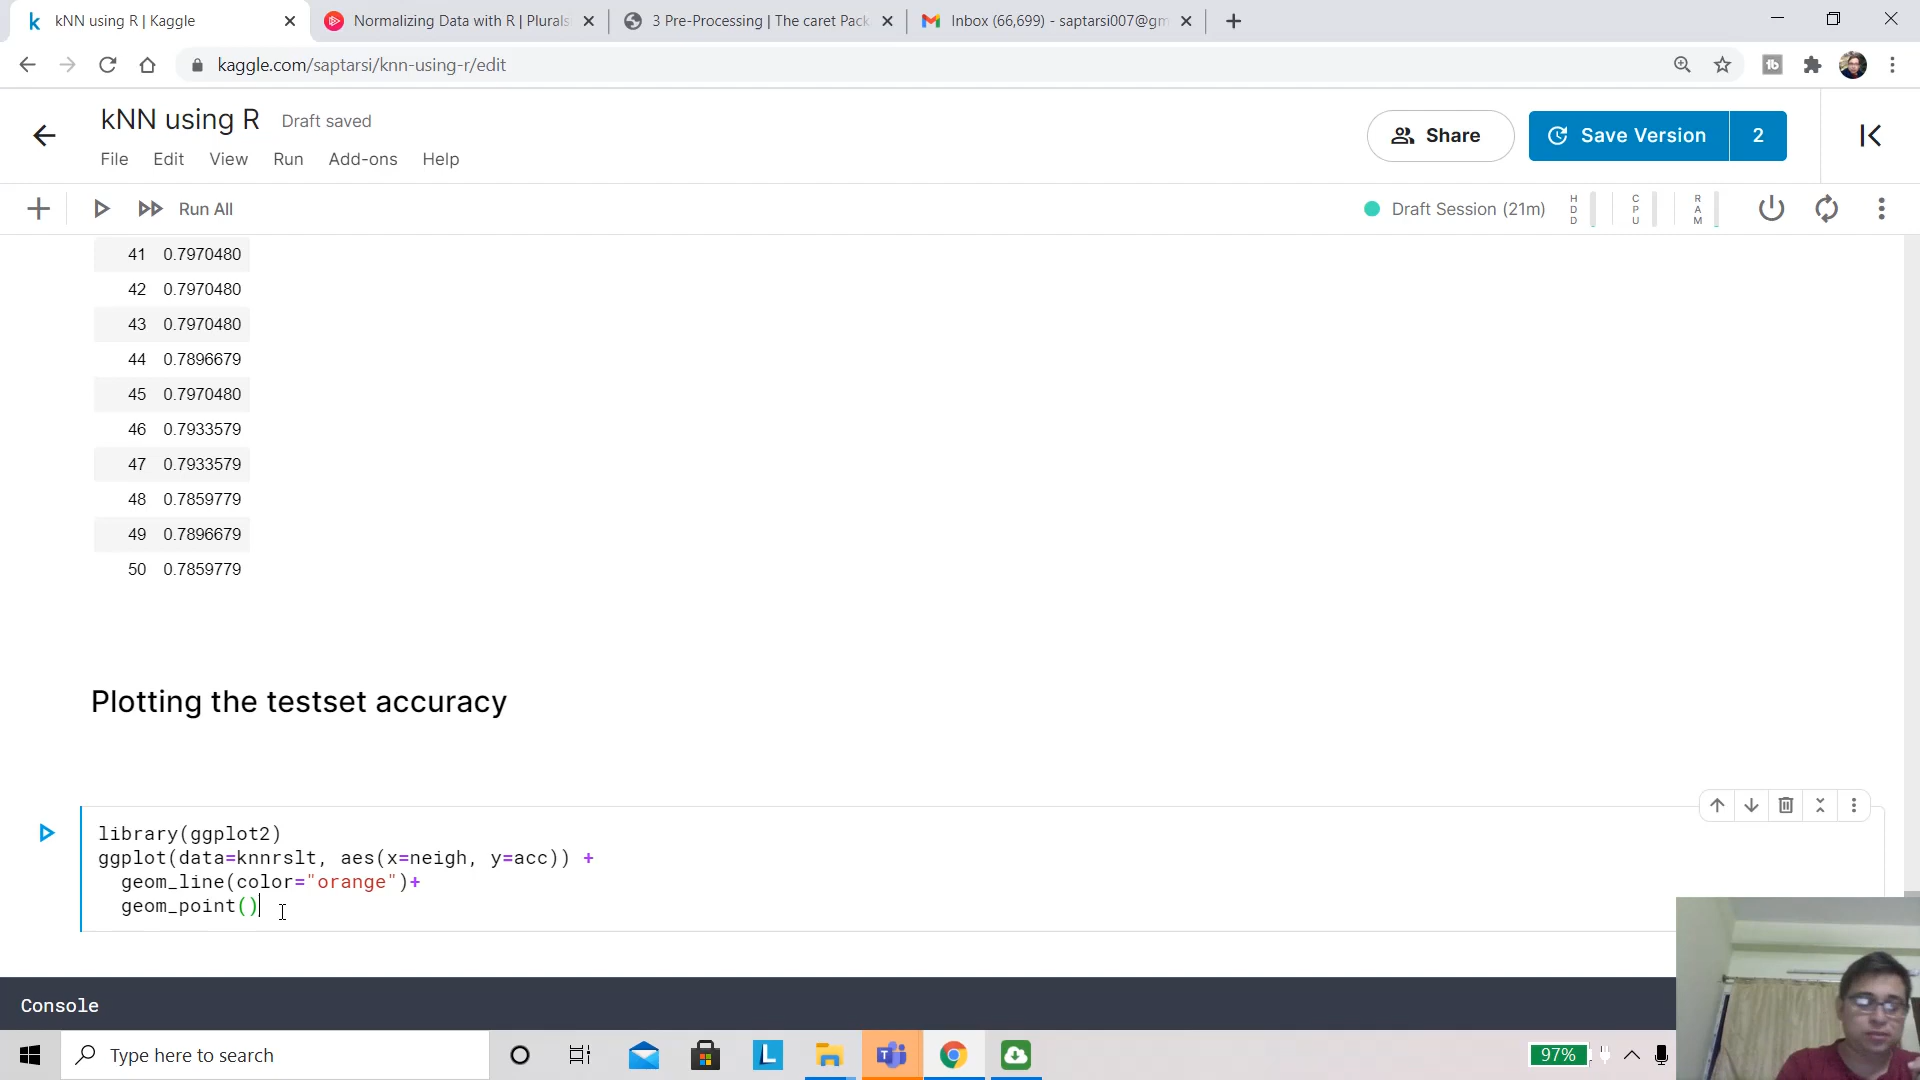 kNN using R | Kaggle
Normalizing Data with R | Plurals
3 Pre-Processing | The caret Pack
Inbox (66,699) - saptarsi007@gm
kaggle.com/saptarsi/knn-using-r/edit
kNN using R
Draft saved
File Edit View Run Add-ons Help
Share
Save Version
2
Run All
Draft Session (21m)
HDD
CPU
RAM
41 0.7970480
42 0.7970480
43 0.7970480
44 0.7896679
45 0.7970480
46 0.7933579
47 0.7933579
48 0.7859779
49 0.7896679
50 0.7859779
Plotting the testset accuracy
library(ggplot2)
ggplot(data=knnrslt, aes(x=neigh, y=acc)) +
geom_line(color="orange")+
geom_point()
Console
Type here to search
97%